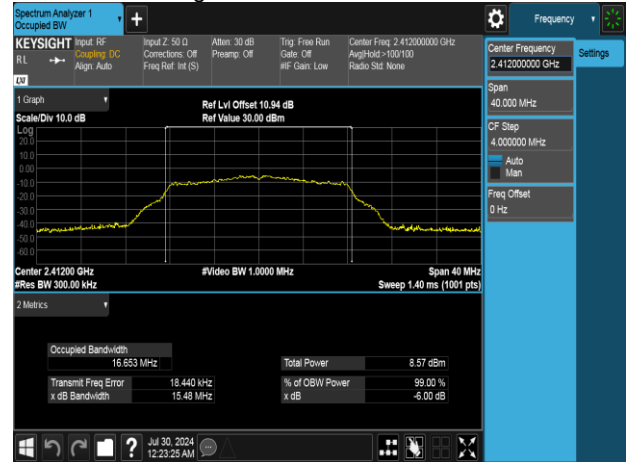 Spectrum Analyzer 1
Occupied BW
Frequency
KEYSIGHT
Input: RF
Input Z: 50 Ω
Atten: 30 dB
Trig: Free Run
Center Freq: 2.412000000 GHz
RL
Coupling: DC
Corrections: Off
Preamp: Off
Gate: Off
Avg|Hold:>100/100
Align: Auto
Freq Ref: Int (S)
#IF Gain: Low
Radio Std: None
LXI
Center Frequency
2.412000000 GHz
Settings
Span
40.000 MHz
CF Step
4.000000 MHz
Auto
Man
Freq Offset
0 Hz
1 Graph
Ref Lvl Offset 10.94 dB
Scale/Div 10.0 dB
Ref Value 30.00 dBm
Log
20.0
10.0
0.00
-10.0
-20.0
-30.0
-40.0
-50.0
-60.0
Center 2.41200 GHz
#Video BW 1.0000 MHz
Span 40 MHz
#Res BW 300.00 kHz
Sweep 1.40 ms (1001 pts)
2 Metrics
Occupied Bandwidth
16.653 MHz
Total Power
8.57 dBm
Transmit Freq Error
18.440 kHz
% of OBW Power
99.00 %
x dB Bandwidth
15.48 MHz
x dB
-6.00 dB
Jul 30, 2024
12:23:25 AM